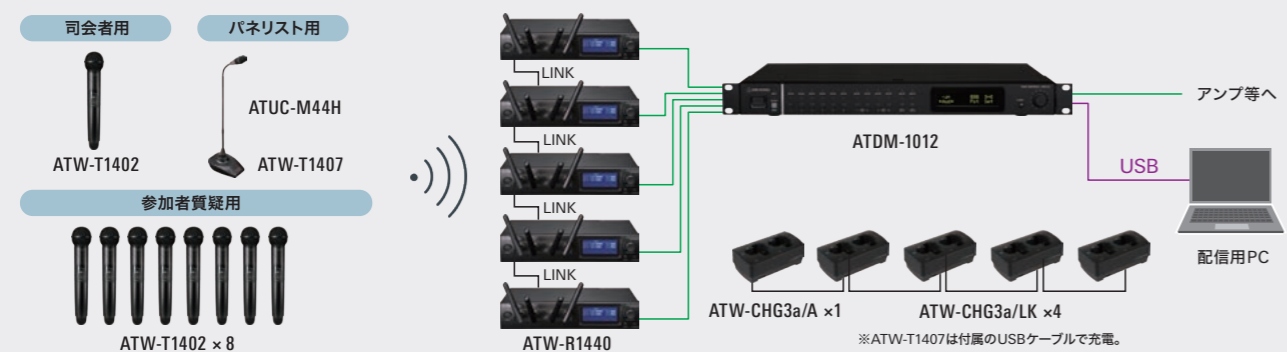 司会者用
パネリスト用
ATUC-M44H
ATW-T1402
ATW-T1407
参加者質疑用
ATW-T1402 × 8
LINK
LINK
LINK
LINK
ATW-R1440
ATDM-1012
アンプ等へ
USB
配信用PC
ATW-CHG3a/A ×1
ATW-CHG3a/LK ×4
※ATW-T1407は付属のUSBケーブルで充電。